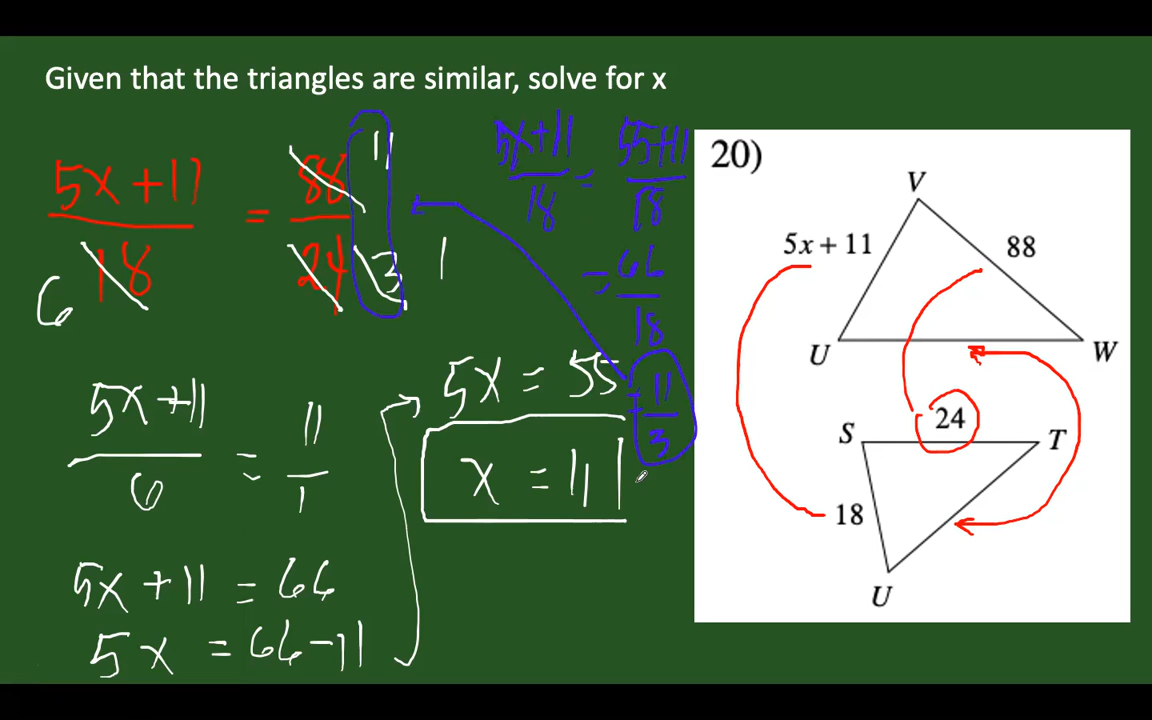 Given that the triangles are similar, solve for x
5x + 11 / 18 = 88 / 24
11
3
1
6
5x + 11 / 6 = 11 / 1
5x + 11 = 66
5x = 66 - 11
5x = 55
x = 11
5x + 11 / 18 = 55 + 11 / 18
= 66 / 18
= 11 / 3
20)
V
5x + 11
88
U
W
S
24
T
18
U